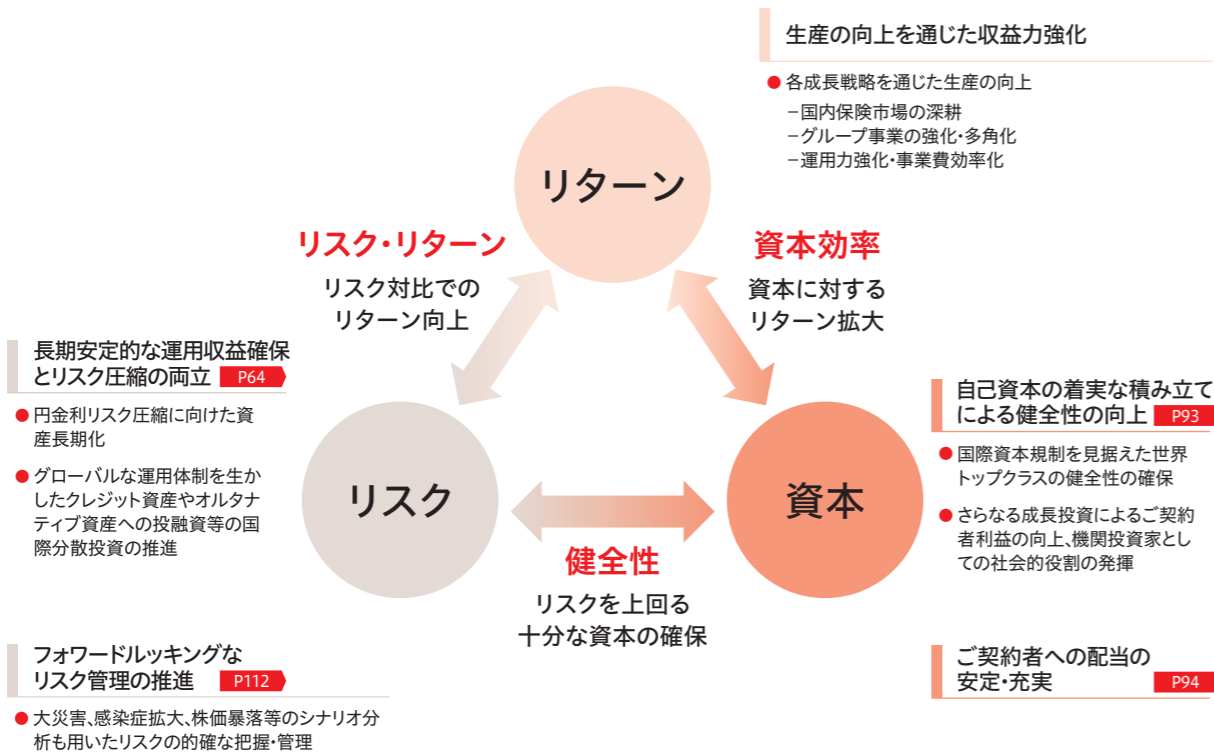 生産の向上を通じた収益力強化
● 各成長戦略を通じた生産の向上
－国内保険市場の深耕
－グループ事業の強化・多角化
－運用力強化・事業費効率化
リターン
リスク・リターン
リスク対比での
リターン向上
資本効率
資本に対する
リターン拡大
長期安定的な運用収益確保
とリスク圧縮の両立 P64
● 円金利リスク圧縮に向けた資
産長期化
● グローバルな運用体制を生か
したクレジット資産やオルタナ
ティブ資産への投融資等の国
際分散投資の推進
リスク
健全性
リスクを上回る
十分な資本の確保
資本
自己資本の着実な積み立て
による健全性の向上 P93
● 国際資本規制を見据えた世界
トップクラスの健全性の確保
● さらなる成長投資によるご契約
者利益の向上、機関投資家とし
ての社会的役割の発揮
フォワードルッキングな
リスク管理の推進 P112
● 大災害、感染症拡大、株価暴落等のシナリオ分
析も用いたリスクの的確な把握・管理
ご契約者への配当の
安定・充実 P94